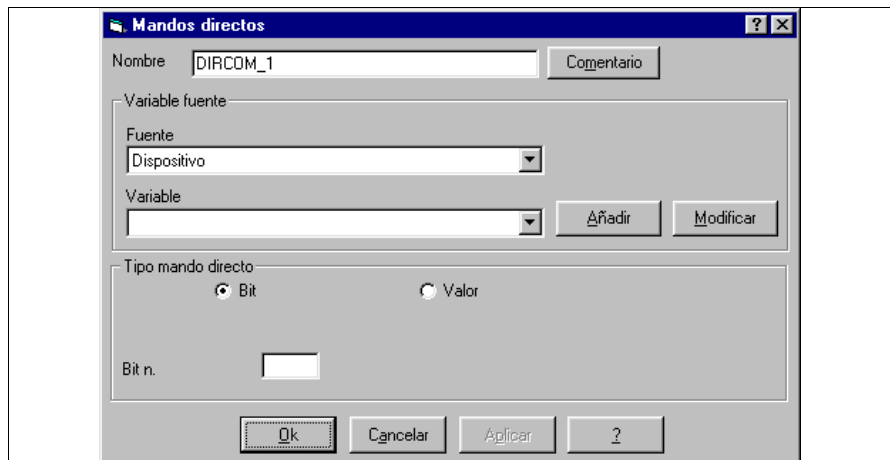 Mandos directos ? X
Nombre DIRCOM_1 Comentario
Variable fuente
Fuente
Dispositivo
Variable
Añadir Modificar
Tipo mando directo
Bit Valor
Bit n.
Ok Cancelar Aplicar ?